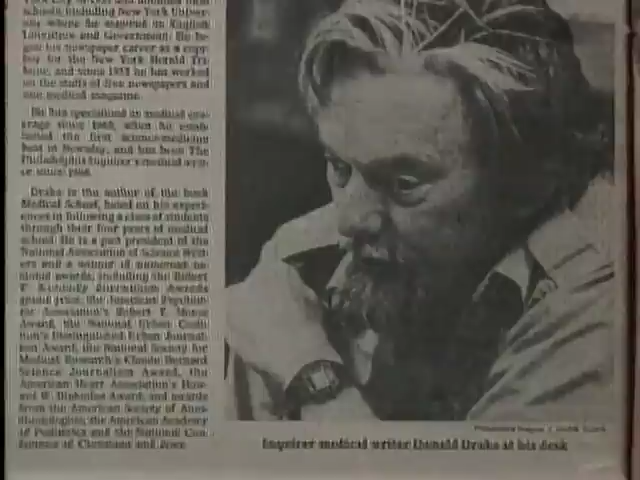 York City
schools, including New York Univer-
sity where he majored in English
Literature and Government. He be-
gan his newspaper career as a copy
boy for the New York Herald Tri-
bune, and since 1955 he has worked
on the staffs of five newspapers and
one medical magazine.
He has specialized in medical cov-
erage since 1965, when he estab-
lished the first science/medicine
beat in Newsday, and has been The
Philadelphia Inquirer's medical writ-
er since 1966.
Drake is the author of the book
Medical School, based on his experi-
ences in following a class of students
through their four years of medical
school. He is a past president of the
National Association of Science Writ-
ers and a winner of numerous na-
tional awards, including the Robert
F. Kennedy Journalism Awards
grand prize, the American Psychiat-
ric Association's Robert T. Morse
Award, the National Urban Coali-
tion's Distinguished Urban Journal-
ism Award, the National Society for
Medical Research's Claude Bernard
Science Journalism Award, the
American Heart Association's How-
ard W. Blakeslee Award, and awards
from the American Society of Anes-
thesiologists, the American Academy
of Pediatrics and the National Con-
ference of Christians and Jews.
Inquirer medical writer Donald Drake at his desk